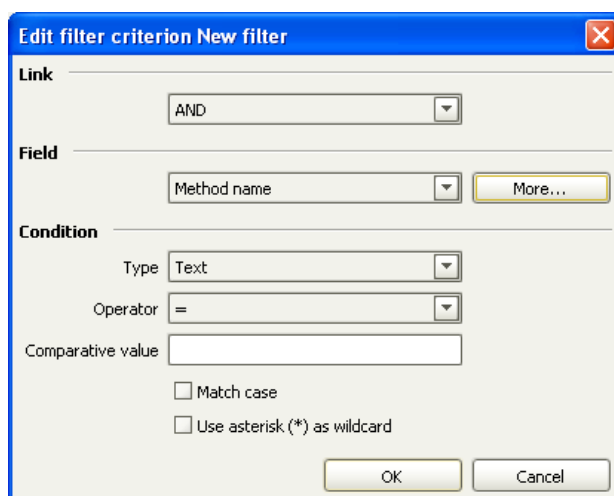 Edit filter criterion New filter
Link
AND
Field
Method name More...
Condition
Type Text
Operator =
Comparative value
Match case
Use asterisk (*) as wildcard
OK Cancel